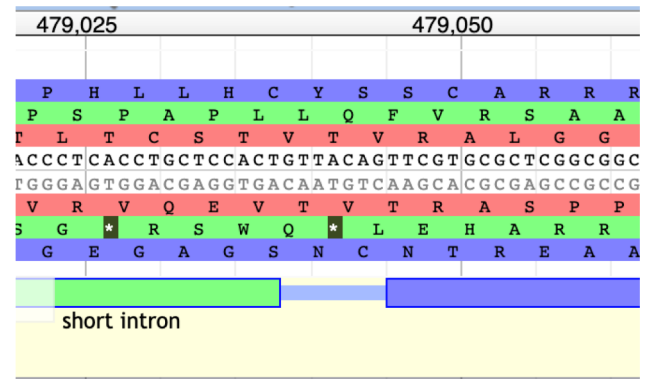 479,025 479,050
P H L L H C Y S S C A R R R
P S P A P L L Q F V R S A A
T L T C S T V T V R A L G G
ACCCTCACCTGCTCCACTGTTACAGTTCGTGCGCTCGGCGGC
TGGGAGTGGACGAGGTGACAATGTCAAGCACGCGAGCCGCCG
V R V Q E V T V T R A S P P
S G * R S W Q * L E H A R R
G E G A G S N C N T R E A A
short intron